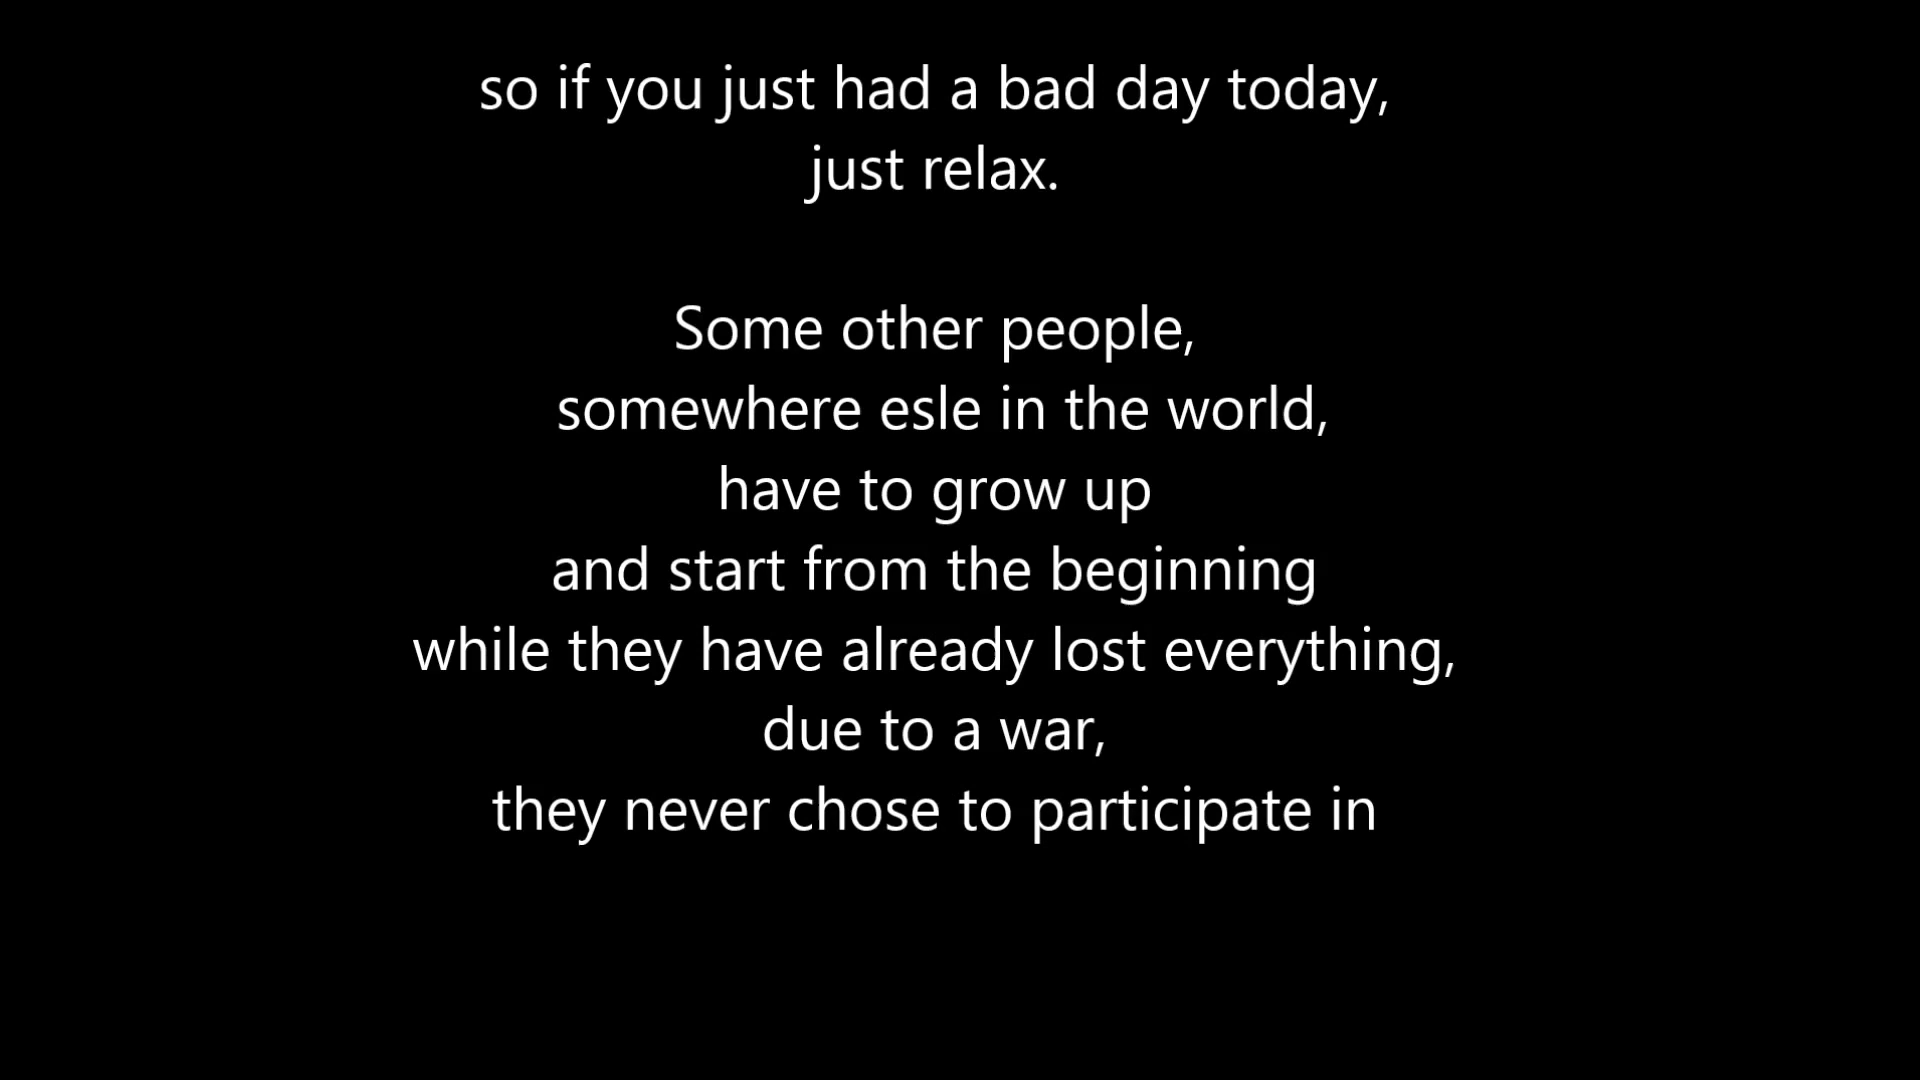 so if you just had a bad day today,
just relax.
Some other people,
somewhere esle in the world,
have to grow up
and start from the beginning
while they have already lost everything,
due to a war,
they never chose to participate in